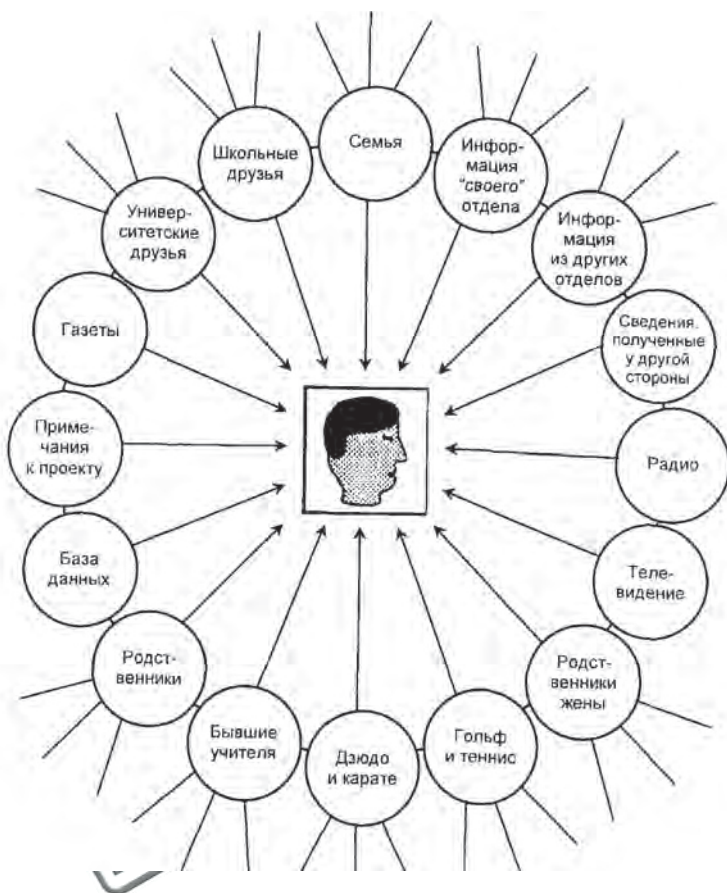 Семья
Инфор-
мация
"своего"
отдела
Инфор-
мация
из других
отделов
Сведения,
полученные
у другой
стороны
Радио
Теле-
видение
Родст-
венники
жены
Гольф
и теннис
Дзюдо
и карате
Бывшие
учителя
Родст-
венники
База
данных
Приме-
чания
к проекту
Газеты
Универ-
ситетские
друзья
Школьные
друзья